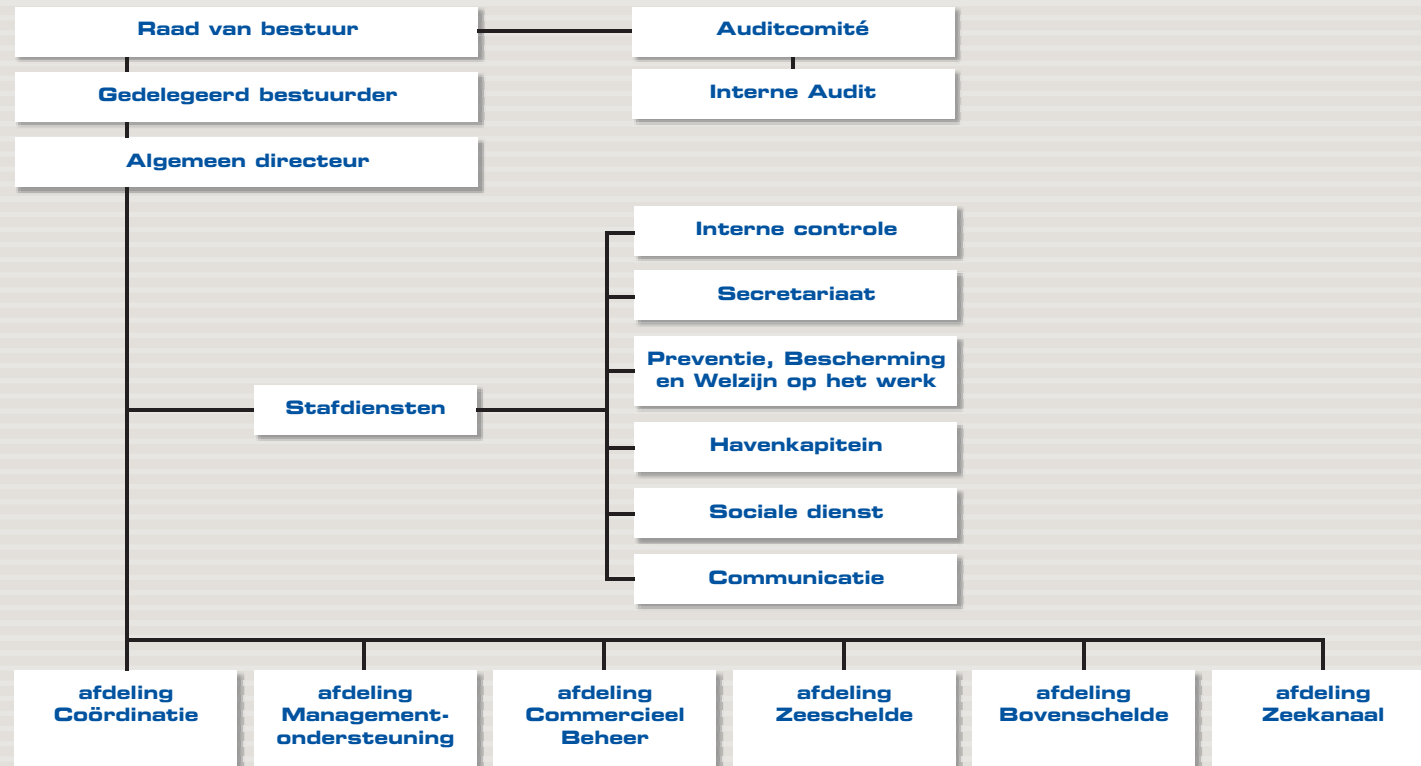 Raad van bestuur
Auditcomité
Gedelegeerd bestuurder
Interne Audit
Algemeen directeur
Interne controle
Secretariaat
Preventie, Bescherming
en Welzijn op het werk
Stafdiensten
Havenkapitein
Sociale dienst
Communicatie
afdeling
Coördinatie
afdeling
Management-
ondersteuning
afdeling
Commercieel
Beheer
afdeling
Zeeschelde
afdeling
Bovenschelde
afdeling
Zeekanaal